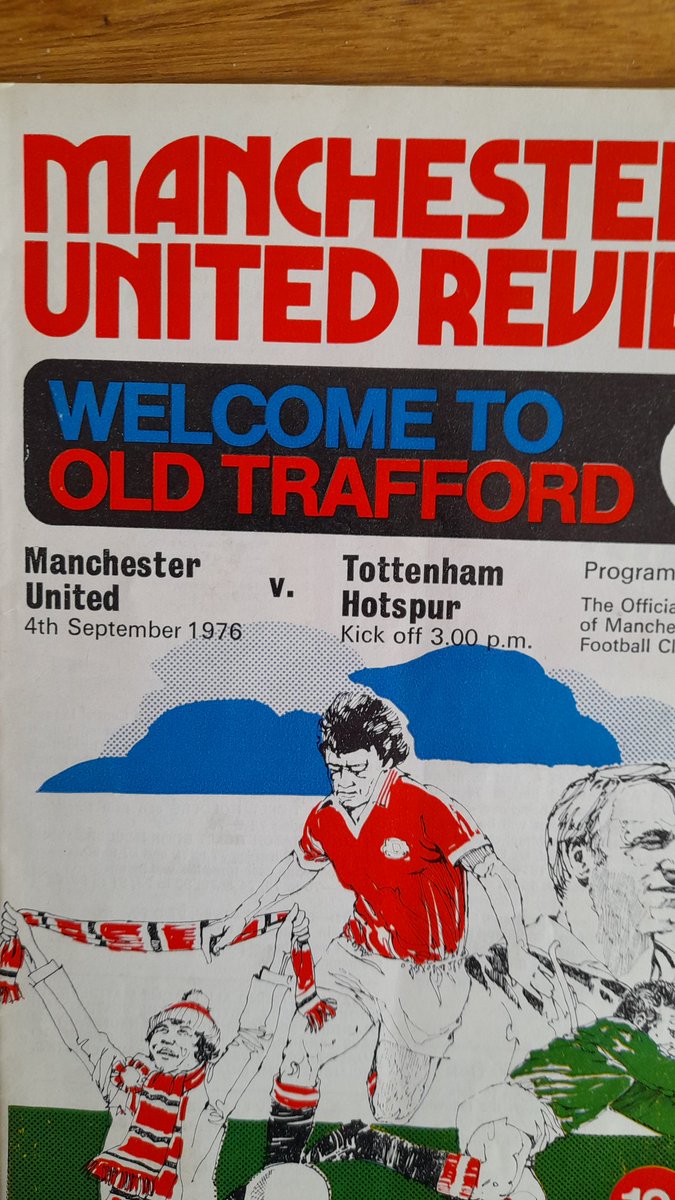 MANCHESTE
UNITED REVI
WELCOME TO
OLD TRAFFORD
Manchester
United
v.
Tottenham
Hotspur
4th September 1976
Kick off 3.00 p.m.
Program
The Officia
of Manche
Football Cl